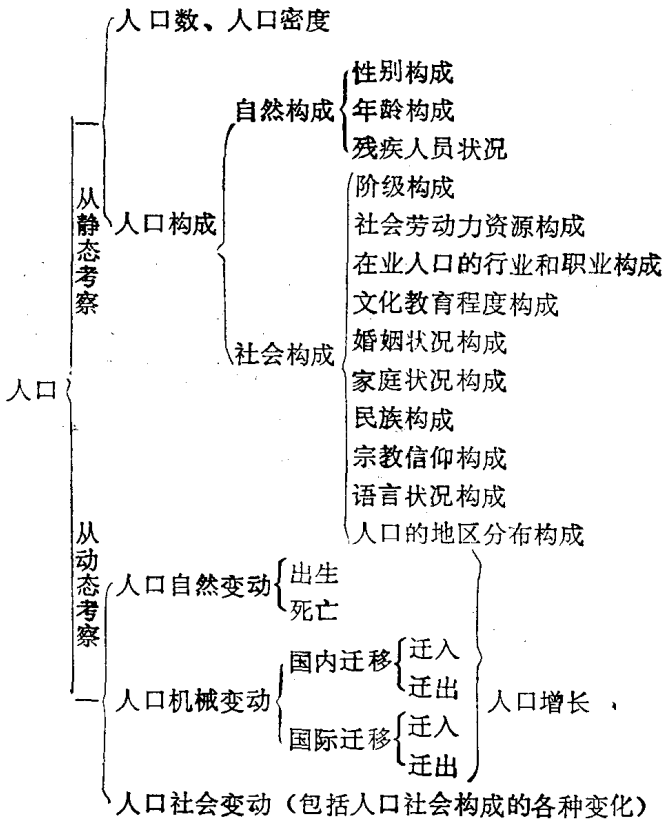 人口数、人口密度
性别构成
自然构成
年龄构成
残疾人员状况
从静态考察
阶级构成
人口构成
社会劳动力资源构成
在业人口的行业和职业构成
文化教育程度构成
婚姻状况构成
社会构成
家庭状况构成
人口
民族构成
宗教信仰构成
语言状况构成
人口的地区分布构成
从动态考察
出生
人口自然变动
死亡
迁入
国内迁移
迁出
人口机械变动
人口增长
迁入
国际迁移
迁出
人口社会变动（包括人口社会构成的各种变化）